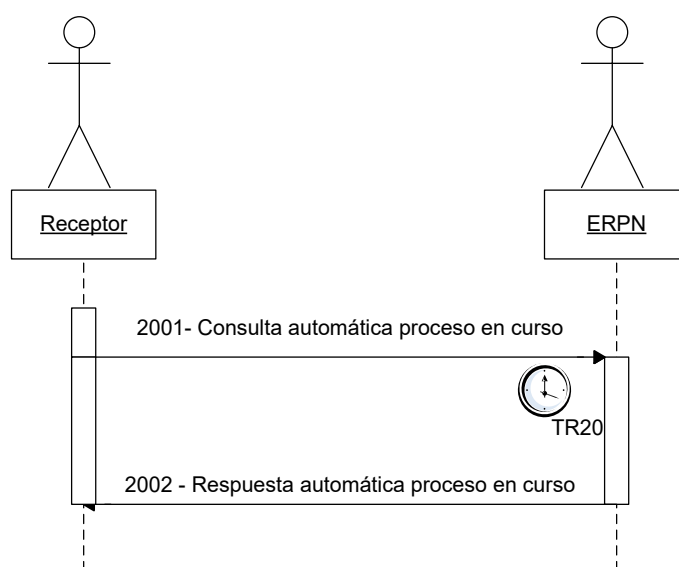 Receptor
ERPN
2001- Consulta automática proceso en curso
TR20
2002 - Respuesta automática proceso en curso